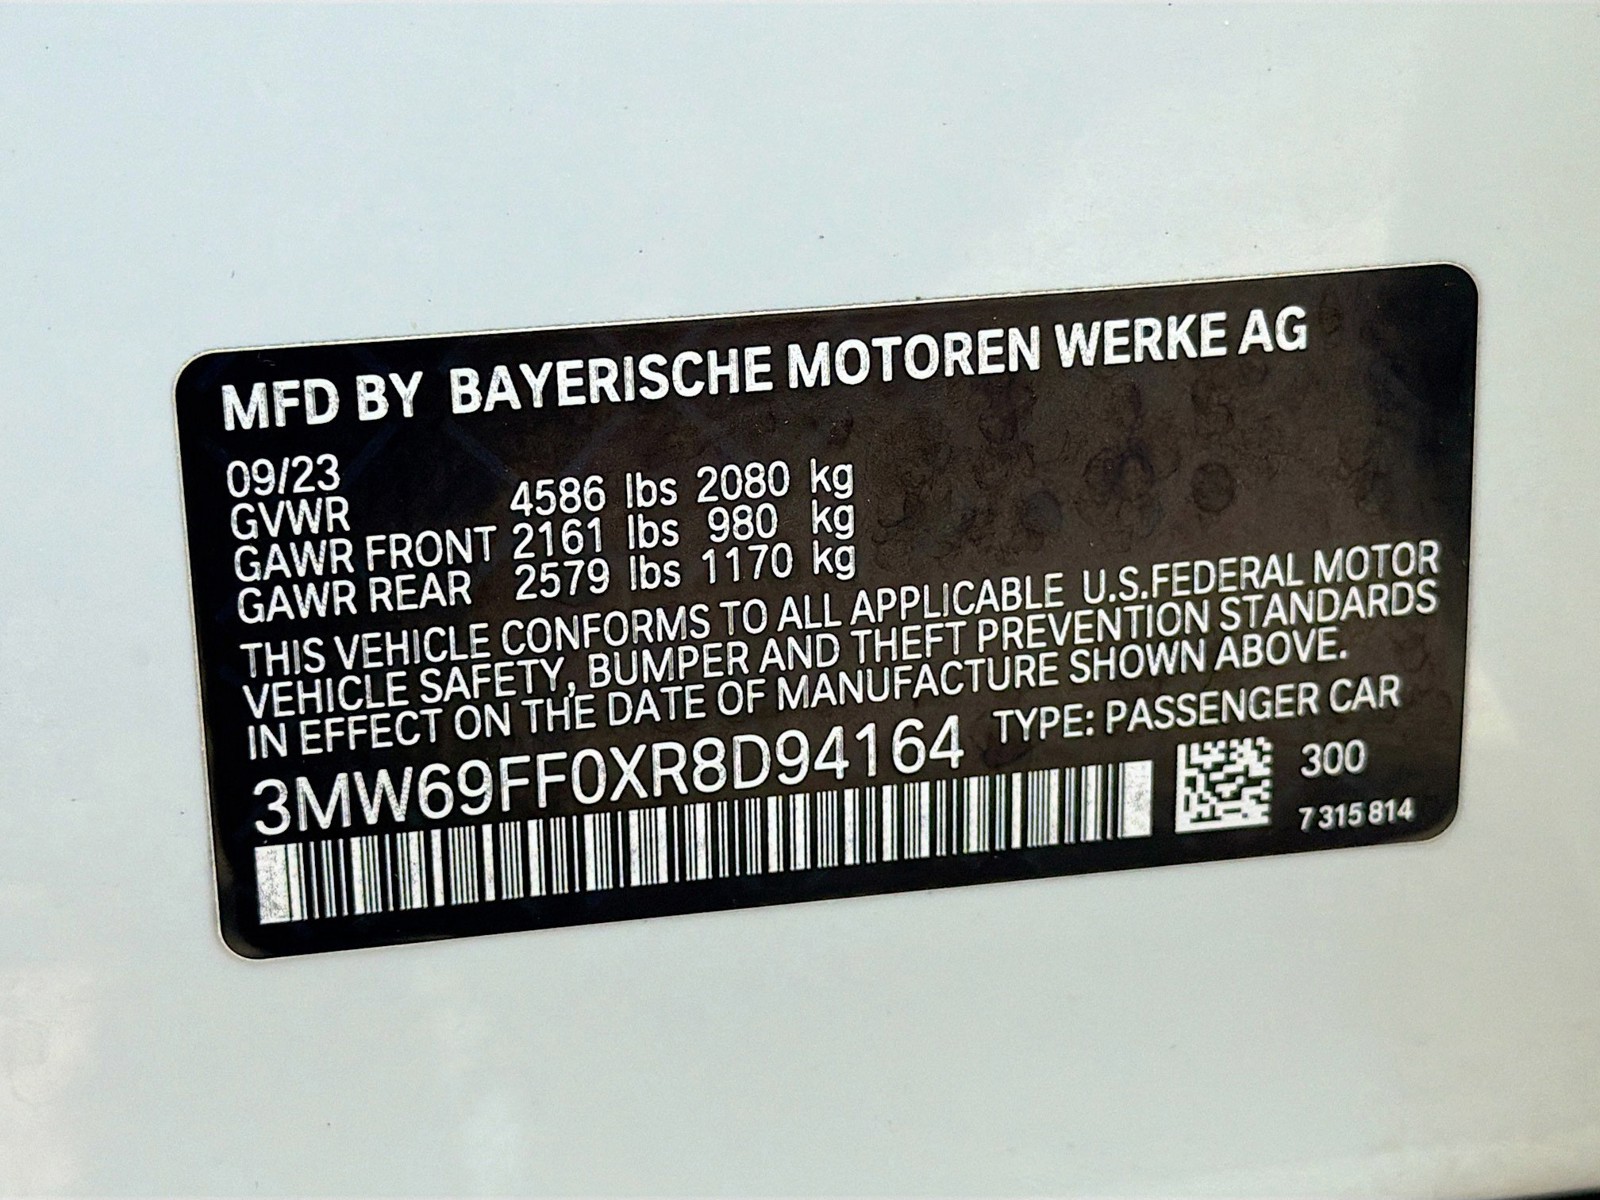 MFD BY BAYERISCHE MOTOREN WERKE AG
09/23
GVWR 4586 lbs 2080 kg
GAWR FRONT 2161 lbs 980 kg
GAWR REAR 2579 lbs 1170 kg
THIS VEHICLE CONFORMS TO ALL APPLICABLE U.S.FEDERAL MOTOR
VEHICLE SAFETY, BUMPER AND THEFT PREVENTION STANDARDS
IN EFFECT ON THE DATE OF MANUFACTURE SHOWN ABOVE.
3MW69FF0XR8D94164 TYPE: PASSENGER CAR
300
7 315 814